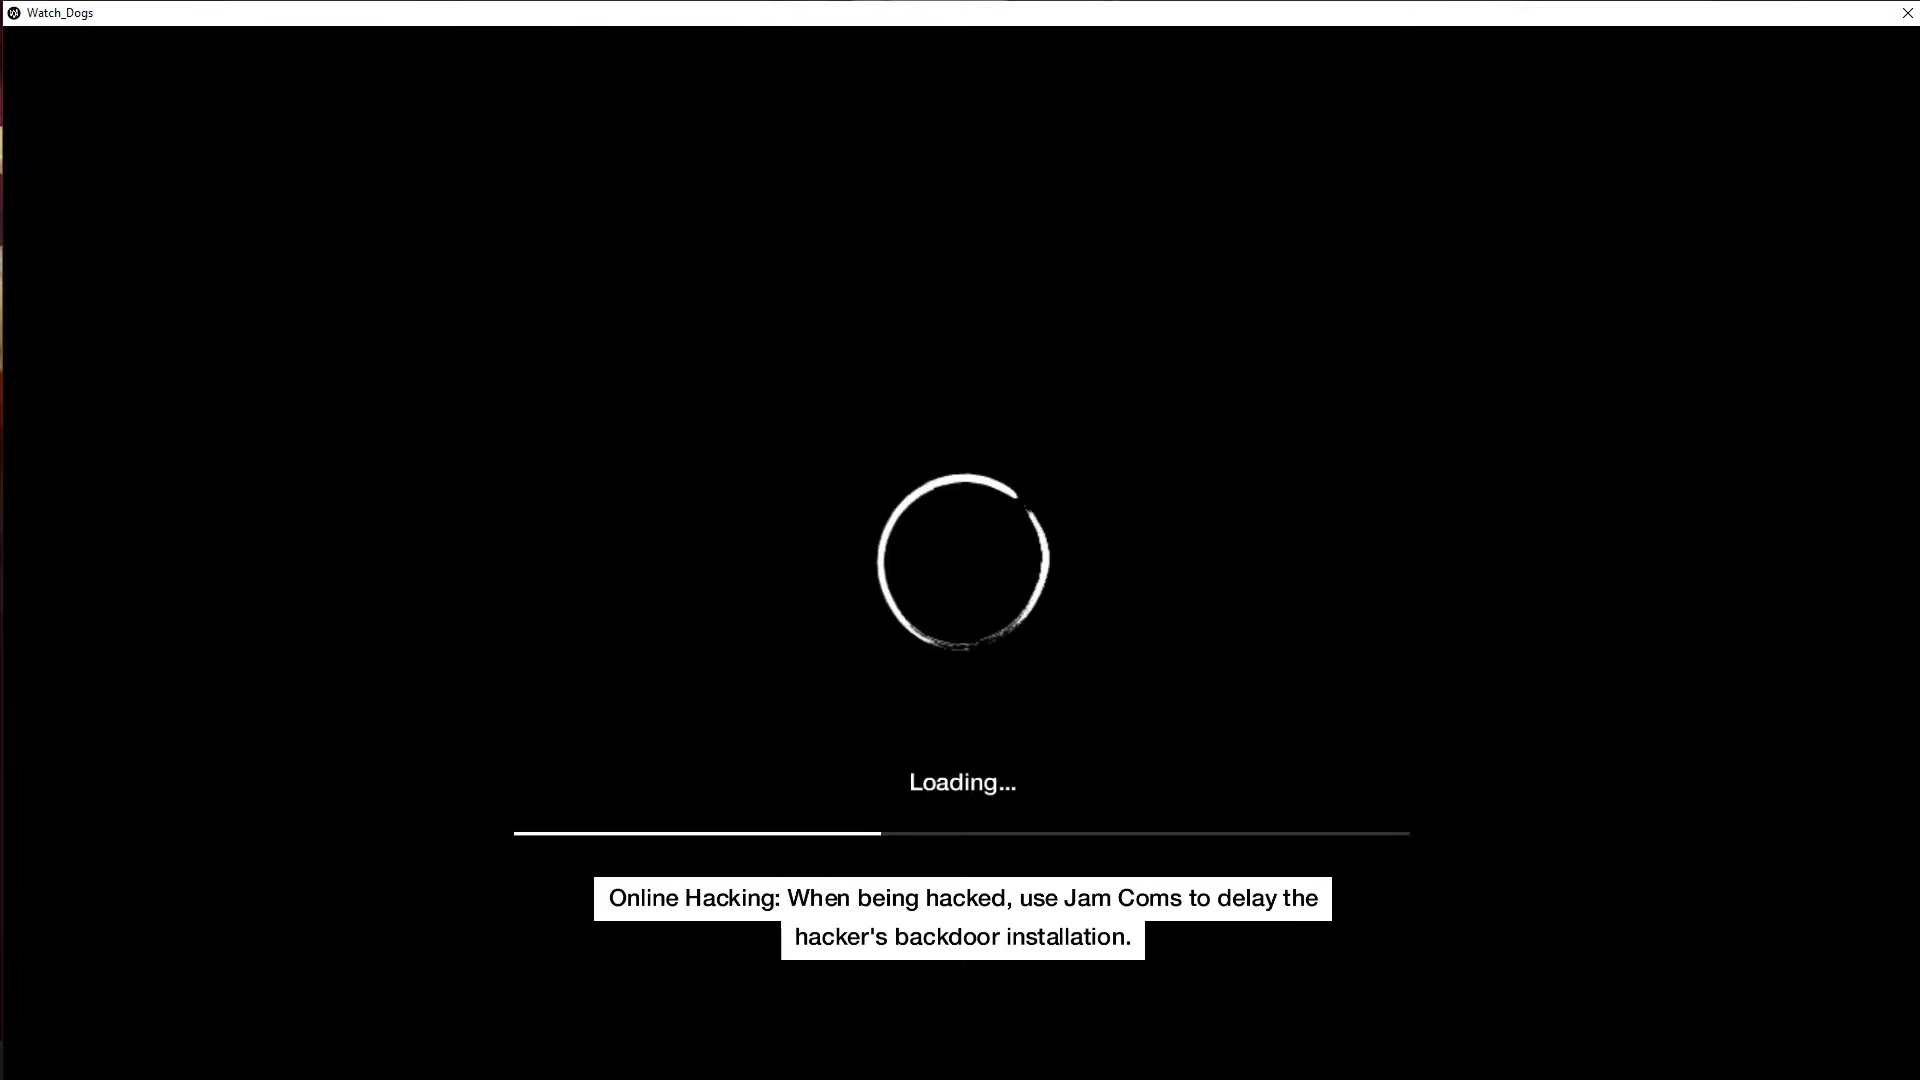 Watch_Dogs
Loading...
Online Hacking: When being hacked, use Jam Coms to delay the
hacker's backdoor installation.